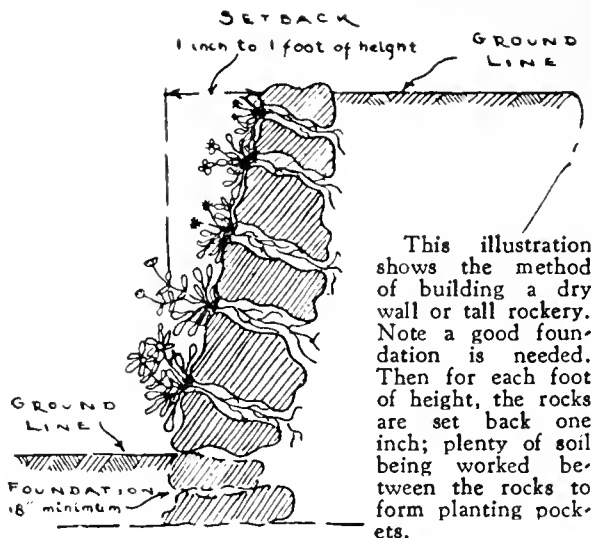 SETBACK
1 inch to 1 foot of height
GROUND
LINE
This illustration
shows the method
of building a dry
wall or tall rockery.
Note a good foun-
dation is needed.
Then for each foot
of height, the rocks
are set back one
inch; plenty of soil
being worked be-
tween the rocks to
form planting pock-
ets.
GROUND
LINE
FOUNDATION
18" minimum